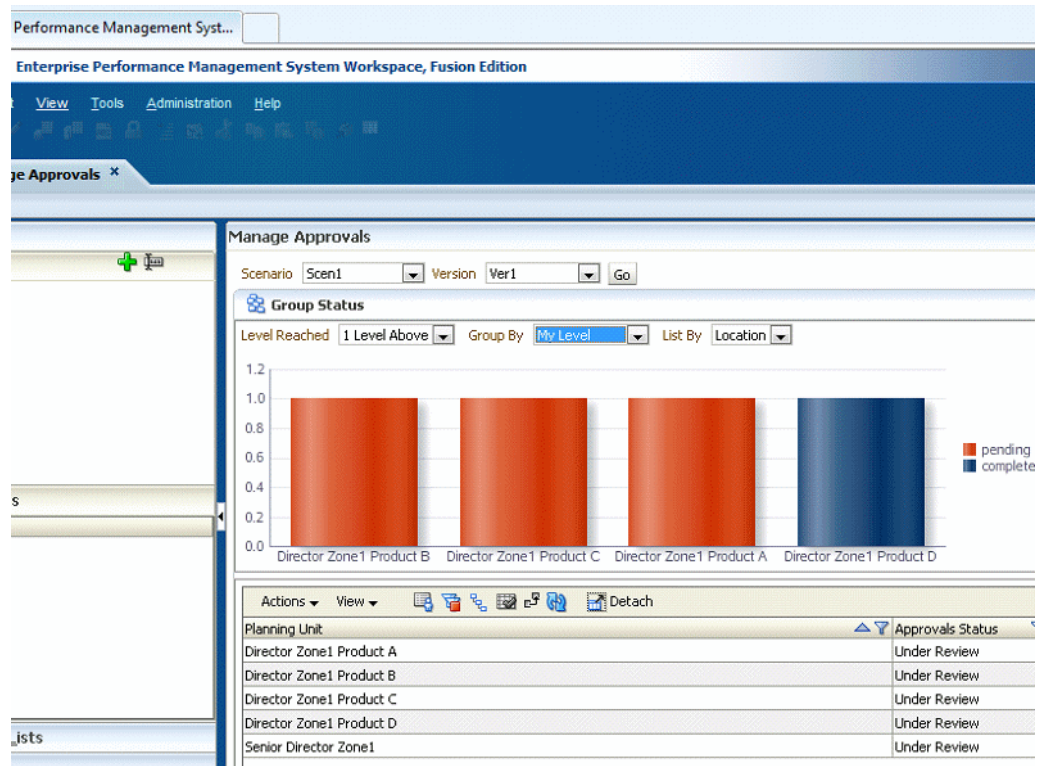 Performance Management Syst...
Enterprise Performance Management System Workspace, Fusion Edition
View Tools Administration Help
ge Approvals ×
Manage Approvals
Scenario Scen1 Version Ver1 Go
Group Status
Level Reached 1 Level Above Group By My Level List By Location
1.2
1.0
0.8
0.6
0.4
0.2
0.0
pending
complete
Director Zone1 Product B Director Zone1 Product C Director Zone1 Product A Director Zone1 Product D
s
Actions View Detach
Planning Unit Approvals Status
Director Zone1 Product A Under Review
Director Zone1 Product B Under Review
Director Zone1 Product C Under Review
Director Zone1 Product D Under Review
Senior Director Zone1 Under Review
ists